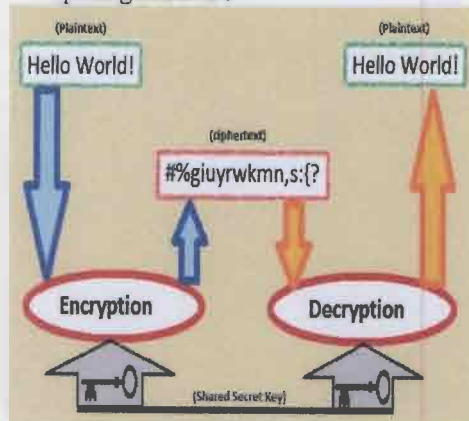 (Plaintext)
Hello World!
(Plaintext)
Hello World!
(ciphertext)
#%giuyrwkmn,s:{?
Encryption
Decryption
(Shared Secret Key)